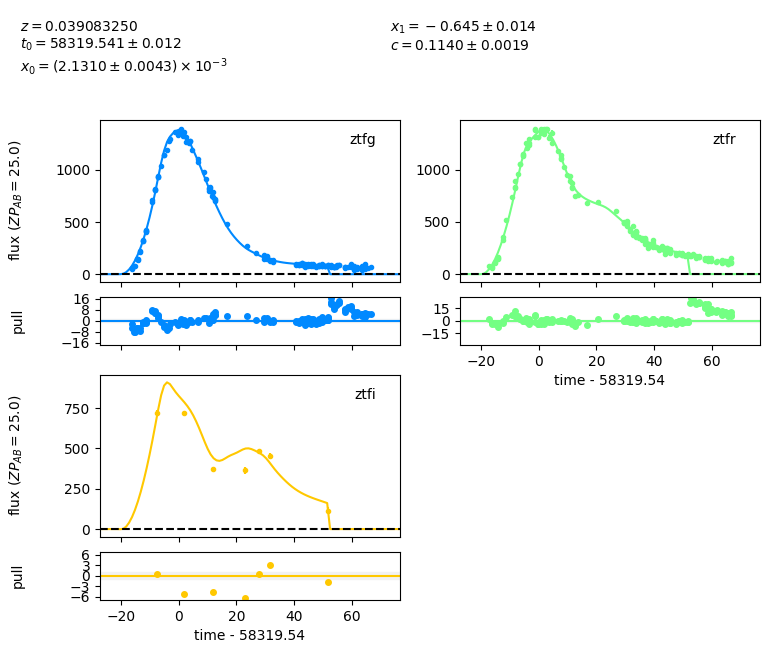 z = 0.039083250
t₀ = 58319.541 ± 0.012
x₀ = (2.1310 ± 0.0043) × 10⁻³
x₁ = −0.645 ± 0.014
c = 0.1140 ± 0.0019
ztfg
flux (ZP_AB = 25.0)
1000
500
0
pull
16
8
0
−8
−16
ztfr
1000
500
0
15
0
−15
−20 0 20 40 60
time - 58319.54
ztfi
flux (ZP_AB = 25.0)
750
500
250
0
pull
6
3
0
−3
−6
−20 0 20 40 60
time - 58319.54